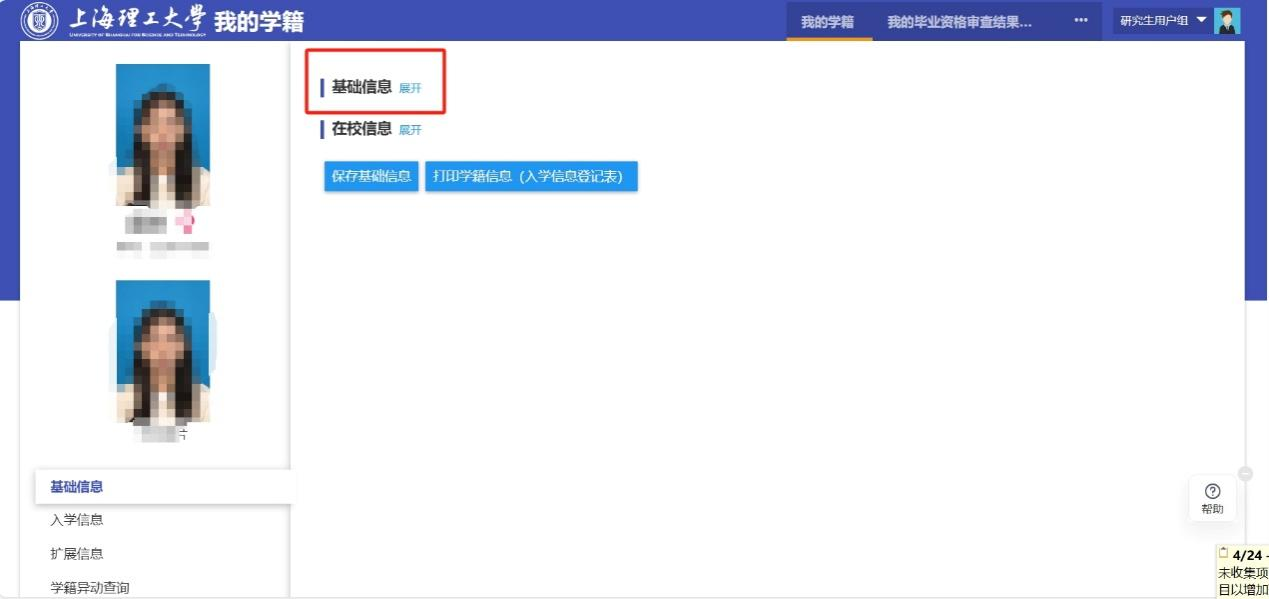 上海理工大学 我的学籍
UNIVERSITY OF SHANGHAI FOR SCIENCE AND TECHNOLOGY
我的学籍 我的毕业资格审查结果... ··· 研究生用户组
基础信息 展开
在校信息 展开
保存基础信息 打印学籍信息（入学信息登记表）
片
基础信息
入学信息
扩展信息
学籍异动查询
帮助
4/24 -
未收集项
目以增加